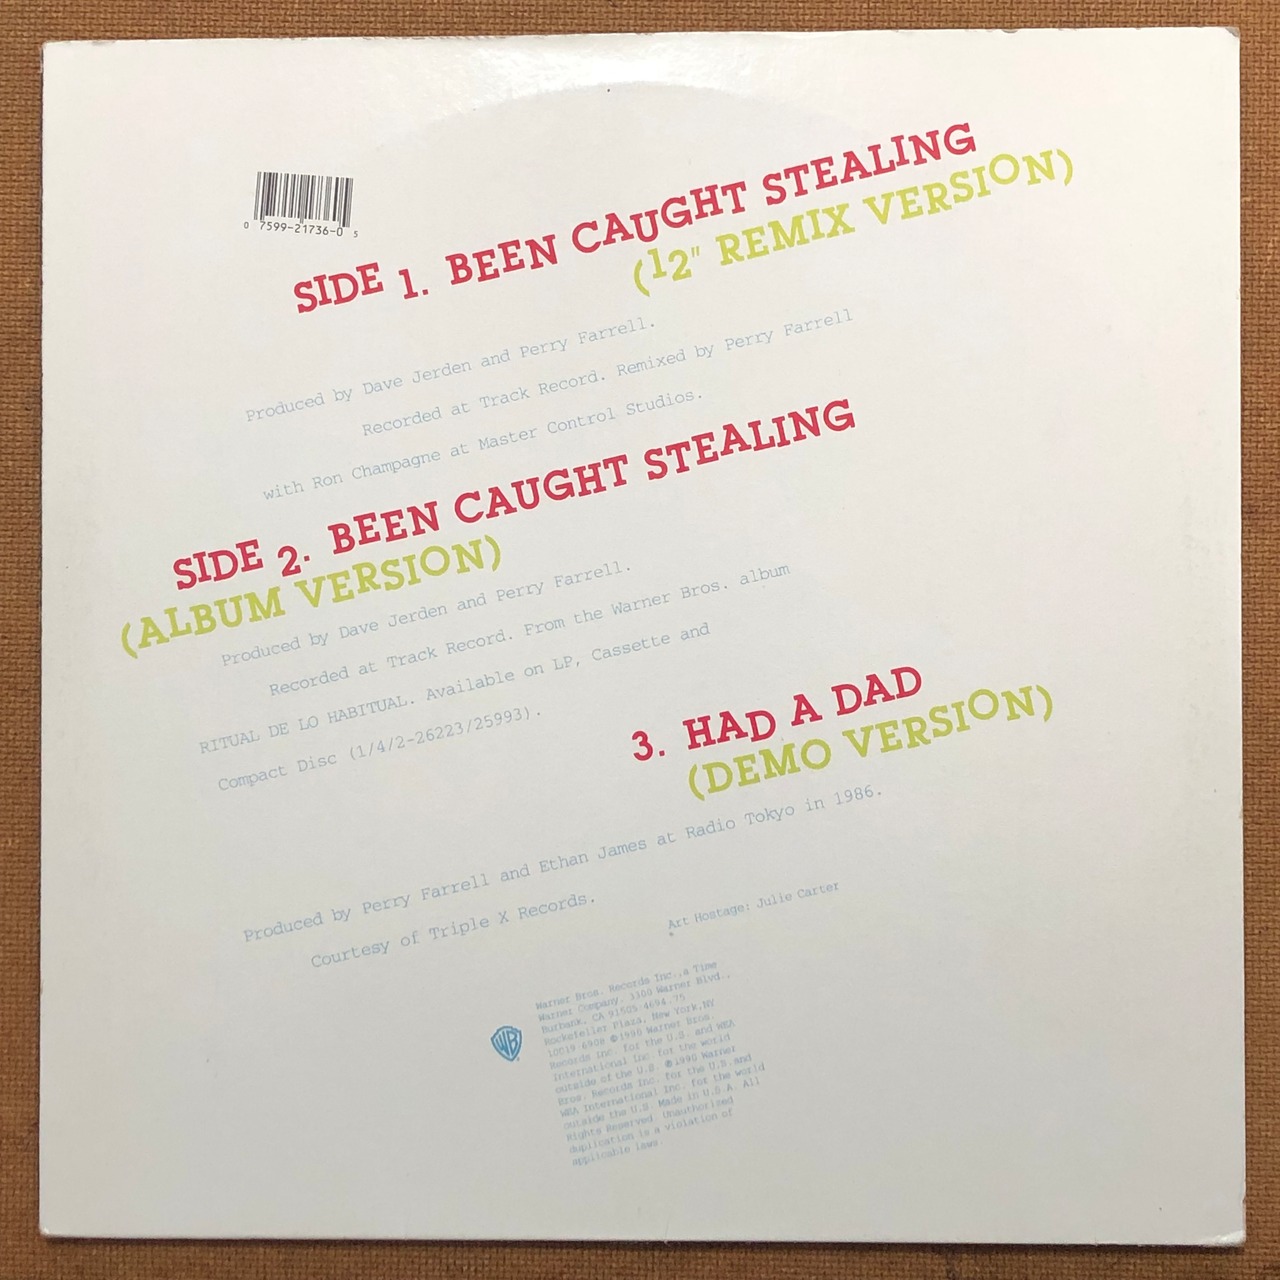 0 7599-21736-0 5
SIDE 1. BEEN CAUGHT STEALING
(12" REMIX VERSION)
Produced by Dave Jerden and Perry Farrell.
Recorded at Track Record. Remixed by Perry Farrell
with Ron Champagne at Master Control Studios.
SIDE 2. BEEN CAUGHT STEALING
(ALBUM VERSION)
Produced by Dave Jerden and Perry Farrell.
Recorded at Track Record. From the Warner Bros. album
RITUAL DE LO HABITUAL. Available on LP, Cassette and
Compact Disc (1/4/2-26223/25993).
3. HAD A DAD
(DEMO VERSION)
Produced by Perry Farrell and Ethan James at Radio Tokyo in 1986.
Courtesy of Triple X Records.
Art Hostage: Julie Carter
WB
Warner Bros. Records Inc., a Time
Warner Company. 3300 Warner Blvd.,
Burbank, CA 91505-4694. 75
Rockefeller Plaza, New York, NY
10019-6908 ©1990 Warner Bros.
Records Inc. for the U.S. and WEA
International Inc. for the world
outside of the U.S. ℗1990 Warner
Bros. Records Inc. for the U.S. and
WEA International Inc. for the world
outside the U.S. Made in U.S.A. All
Rights Reserved. Unauthorized
duplication is a violation of
applicable laws.